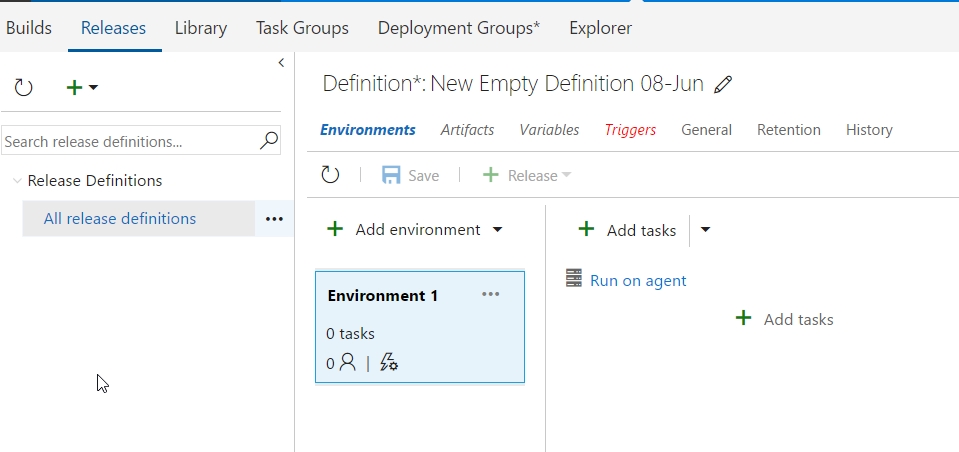 Builds Releases Library Task Groups Deployment Groups* Explorer
Definition*: New Empty Definition 08-Jun
Search release definitions...
Environments Artifacts Variables Triggers General Retention History
Release Definitions
Save Release
All release definitions
Add environment
Add tasks
Environment 1
Run on agent
Add tasks
0 tasks
0